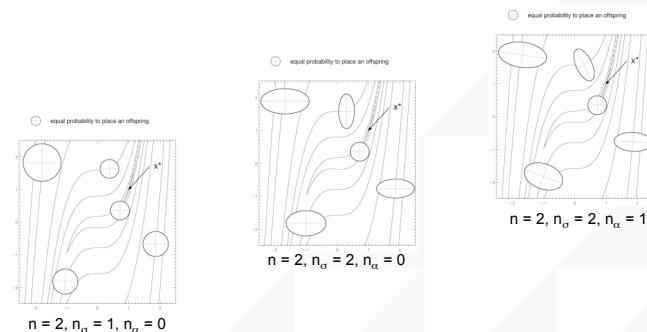 equal probability to place an offspring
x*
n = 2, nσ = 1, nα = 0
equal probability to place an offspring
x*
n = 2, nσ = 2, nα = 0
equal probability to place an offspring
x*
n = 2, nσ = 2, nα = 1